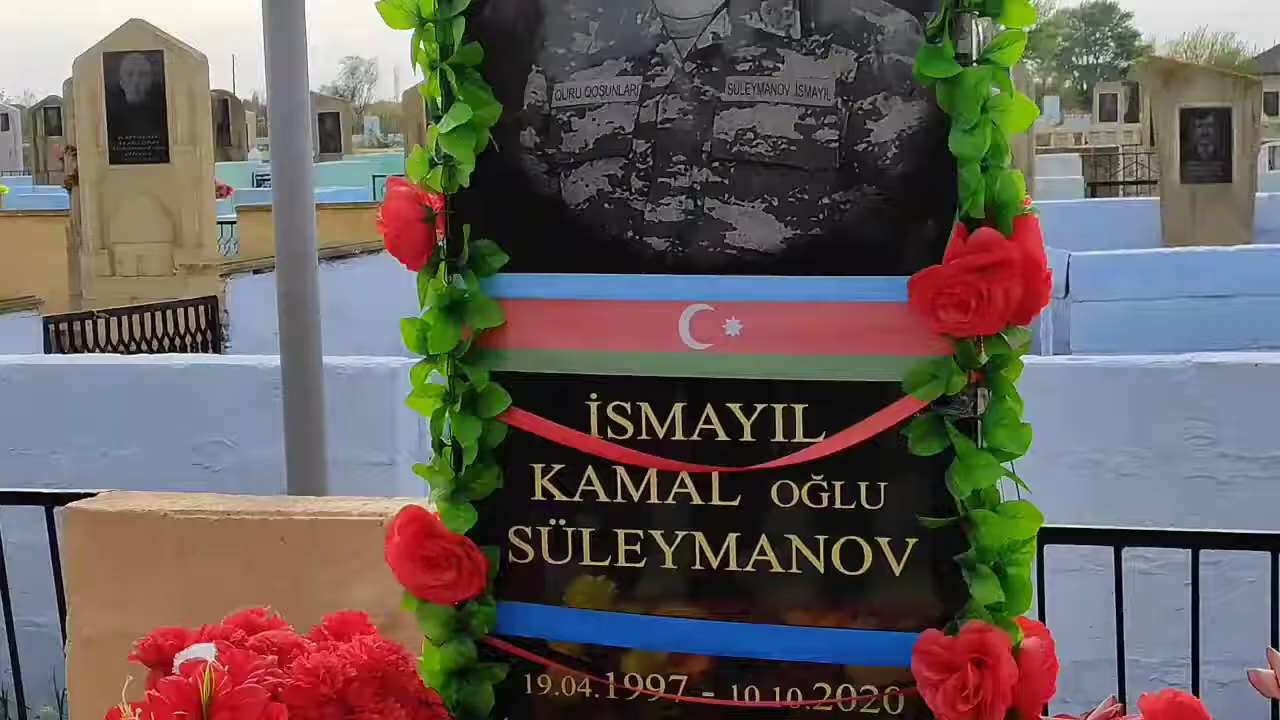 QURU QOŞUNLARI
SÜLEYMANOV İSMAYIL
İSMAYIL
KAMAL OĞLU
SÜLEYMANOV
19.04.1997 - 10.10.2020